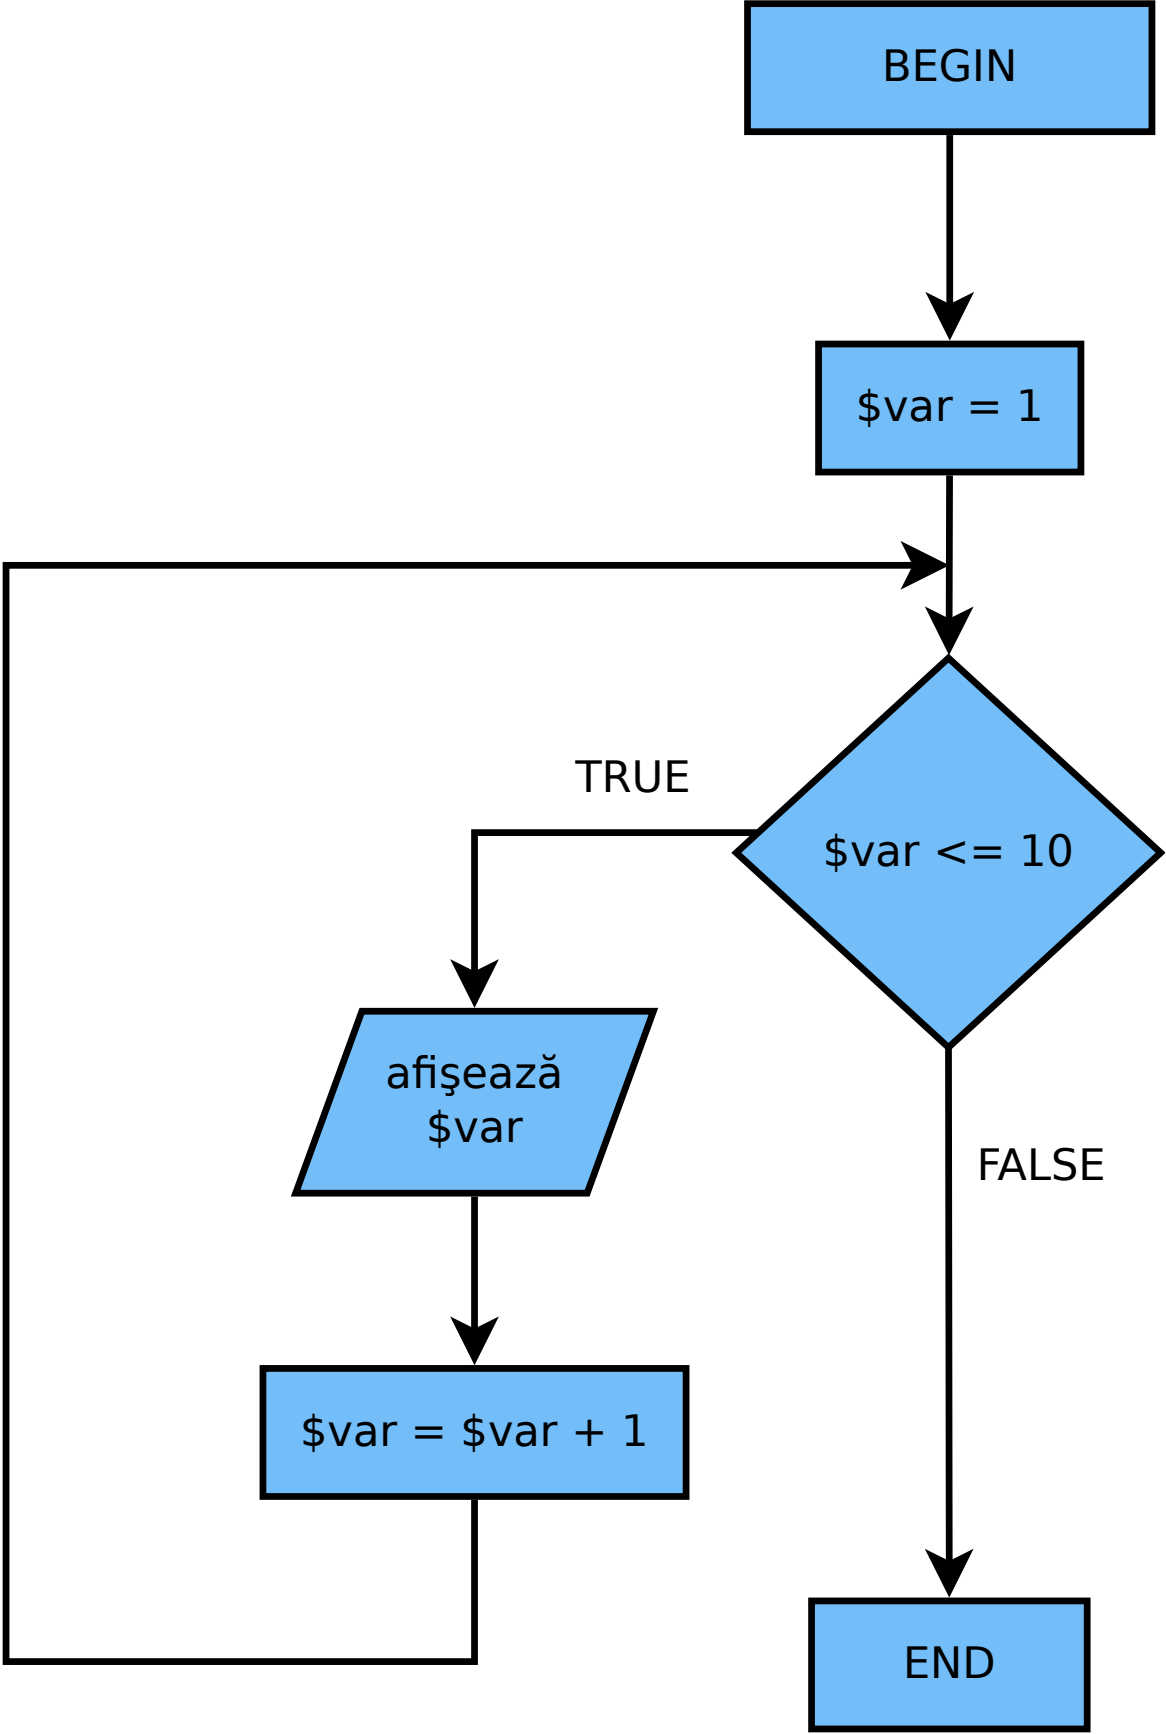 BEGIN
$var = 1
TRUE
$var <= 10
afişează
$var
FALSE
$var = $var + 1
END